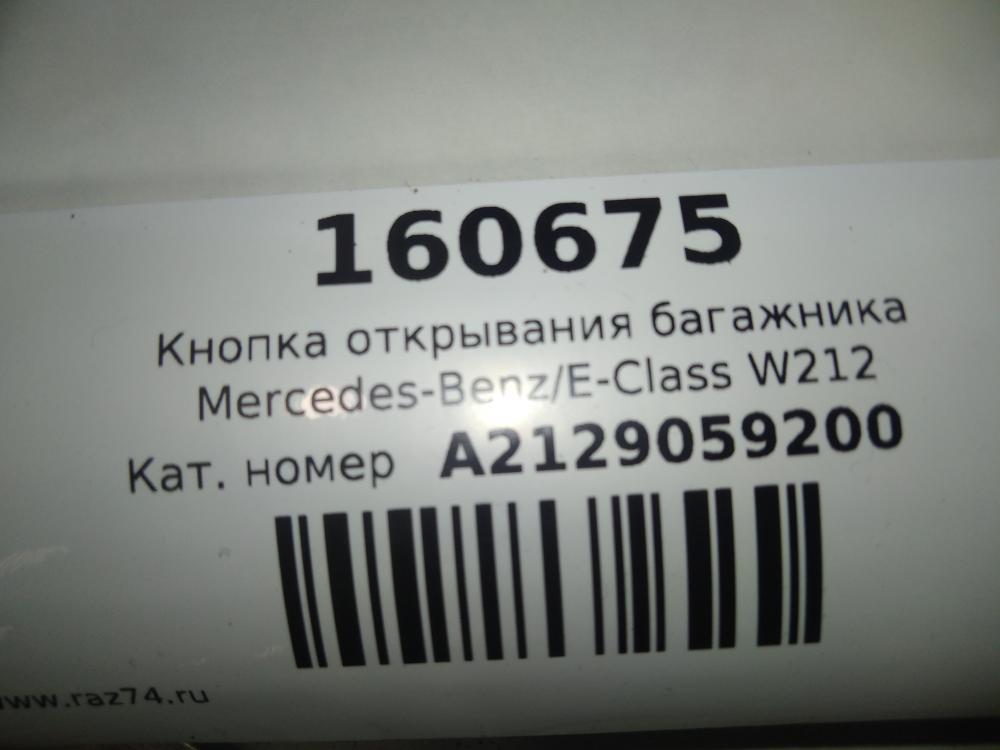 160675
Кнопка открывания багажника
Mercedes-Benz/E-Class W212
Кат. номер A2129059200
www.raz74.ru